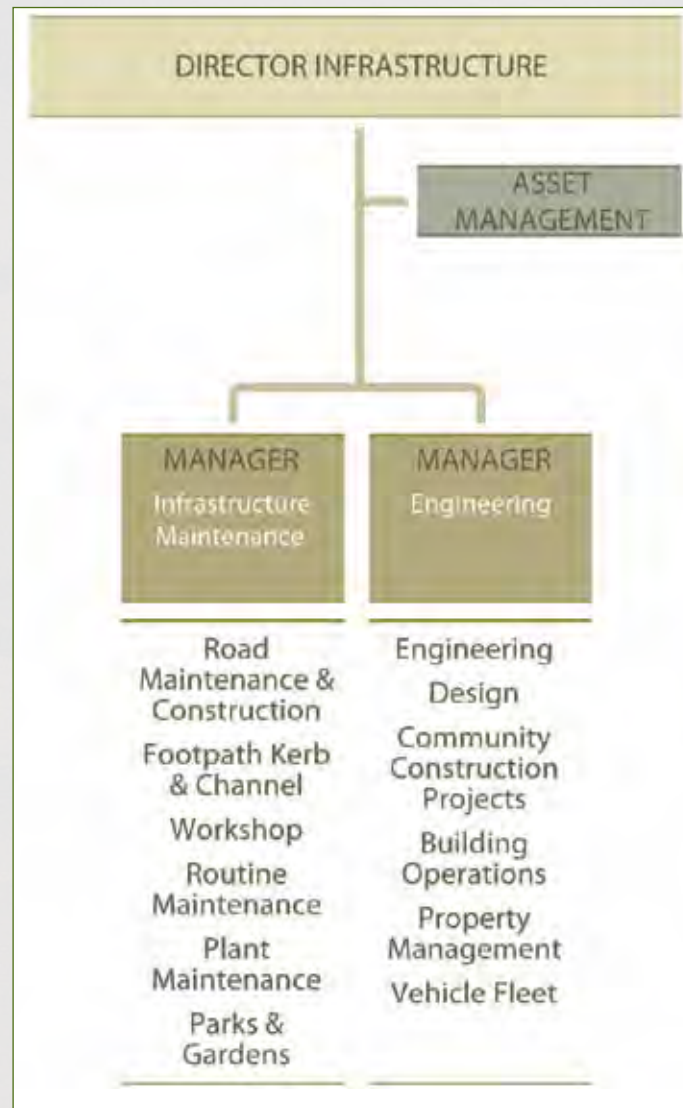 DIRECTOR INFRASTRUCTURE
ASSET
MANAGEMENT
MANAGER
Infrastructure
Maintenance
Road
Maintenance &
Construction
Footpath Kerb
& Channel
Workshop
Routine
Maintenance
Plant
Maintenance
Parks &
Gardens
MANAGER
Engineering
Engineering
Design
Community
Construction
Projects
Building
Operations
Property
Management
Vehicle Fleet